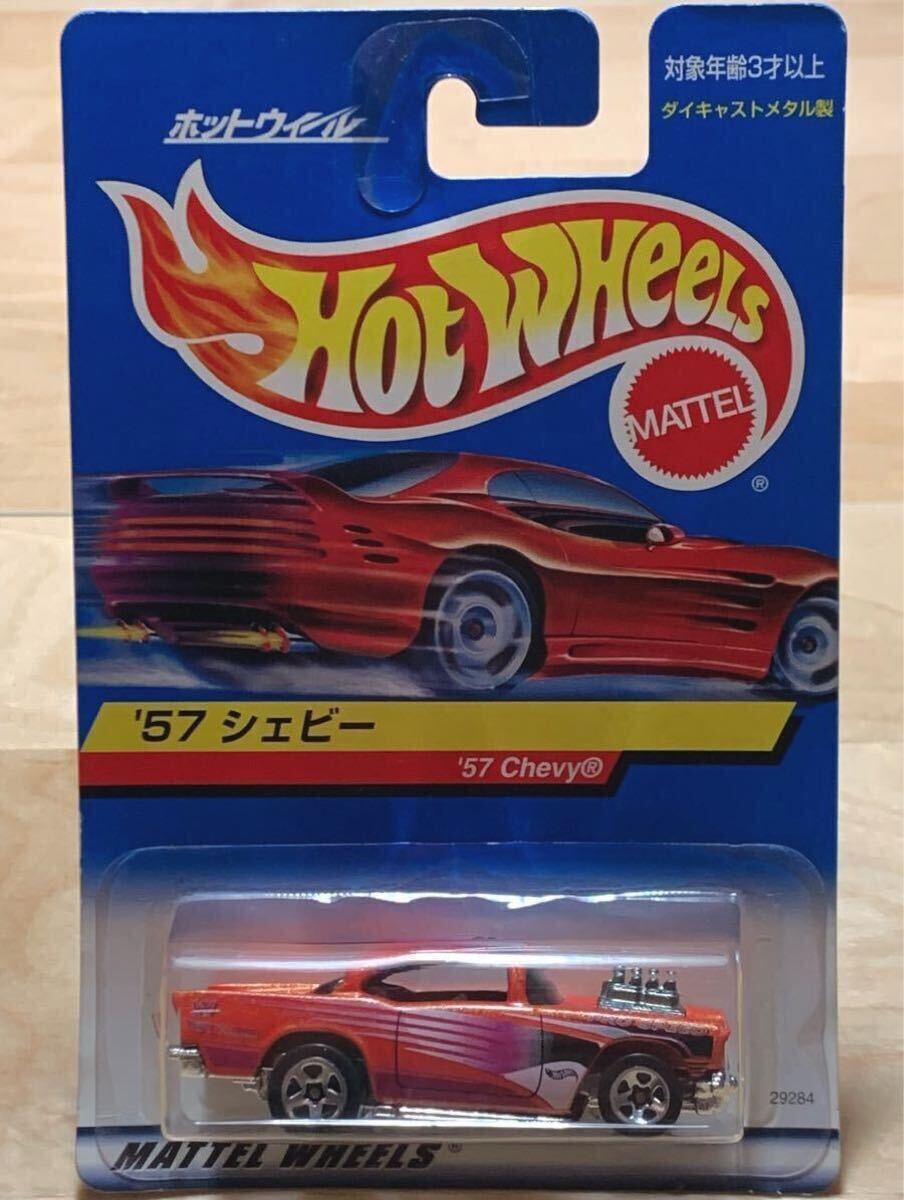 対象年齢3才以上
ダイキャストメタル製
ホットウィール
HOT WHEELS
MATTEL
®
'57 シェビー
'57 Chevy®
29284
MATTEL WHEELS®